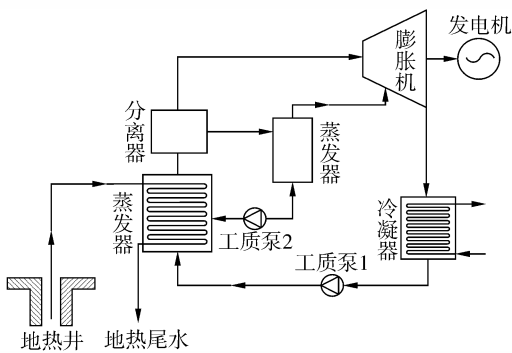 发电机
膨胀机
分离器
蒸发器
蒸发器
冷凝器
工质泵2
工质泵1
地热井
地热尾水